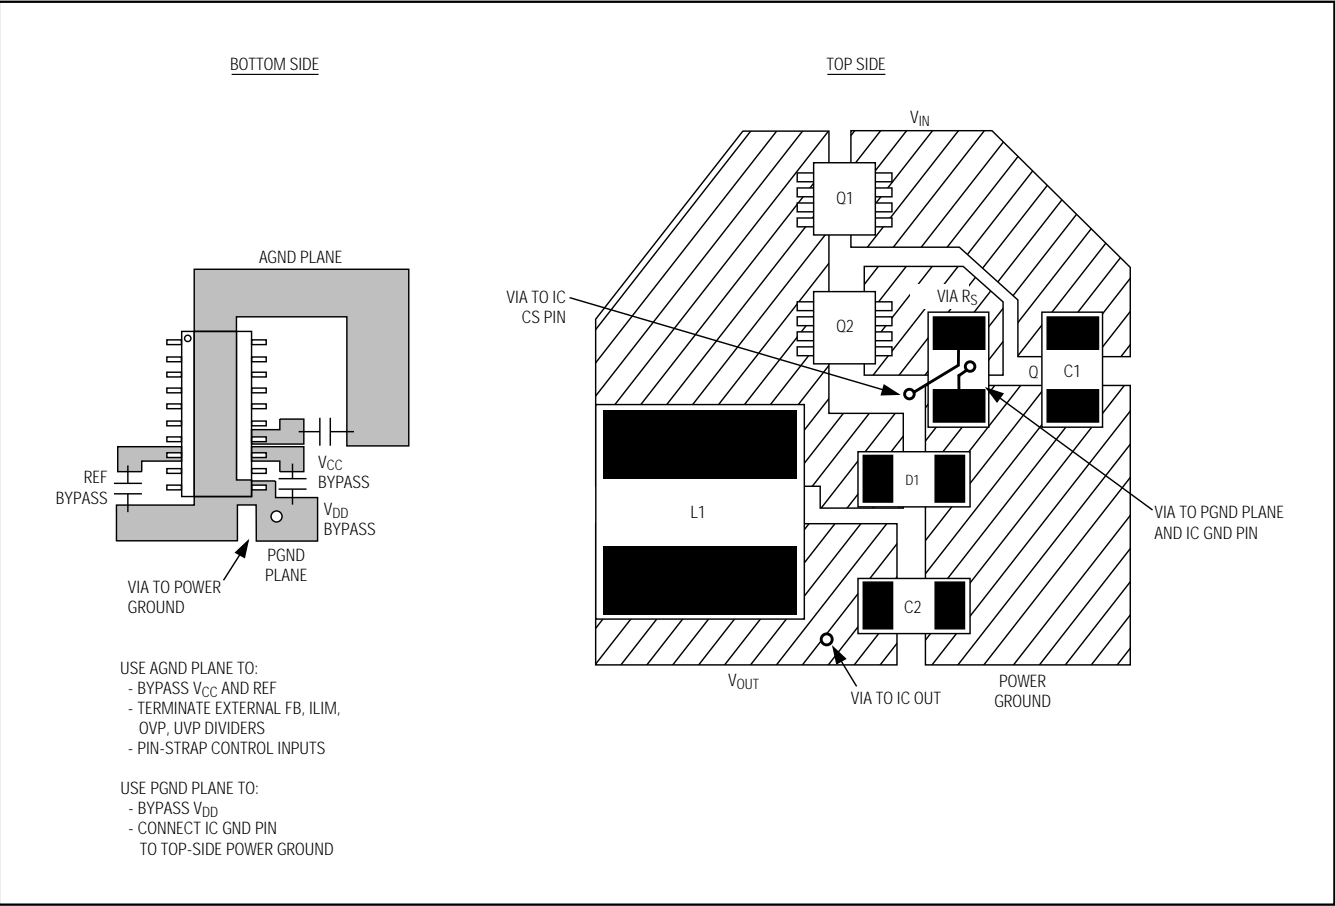 BOTTOM SIDE
AGND PLANE
REF
BYPASS
VCC
BYPASS
VDD
BYPASS
PGND
PLANE
VIA TO POWER
GROUND
USE AGND PLANE TO:
- BYPASS VCC AND REF
- TERMINATE EXTERNAL FB, ILIM,
OVP, UVP DIVIDERS
- PIN-STRAP CONTROL INPUTS
USE PGND PLANE TO:
- BYPASS VDD
- CONNECT IC GND PIN
TO TOP-SIDE POWER GROUND
TOP SIDE
VIN
Q1
VIA TO IC
CS PIN
Q2
VIA RS
Q
C1
L1
D1
VIA TO PGND PLANE
AND IC GND PIN
C2
VOUT
VIA TO IC OUT
POWER
GROUND